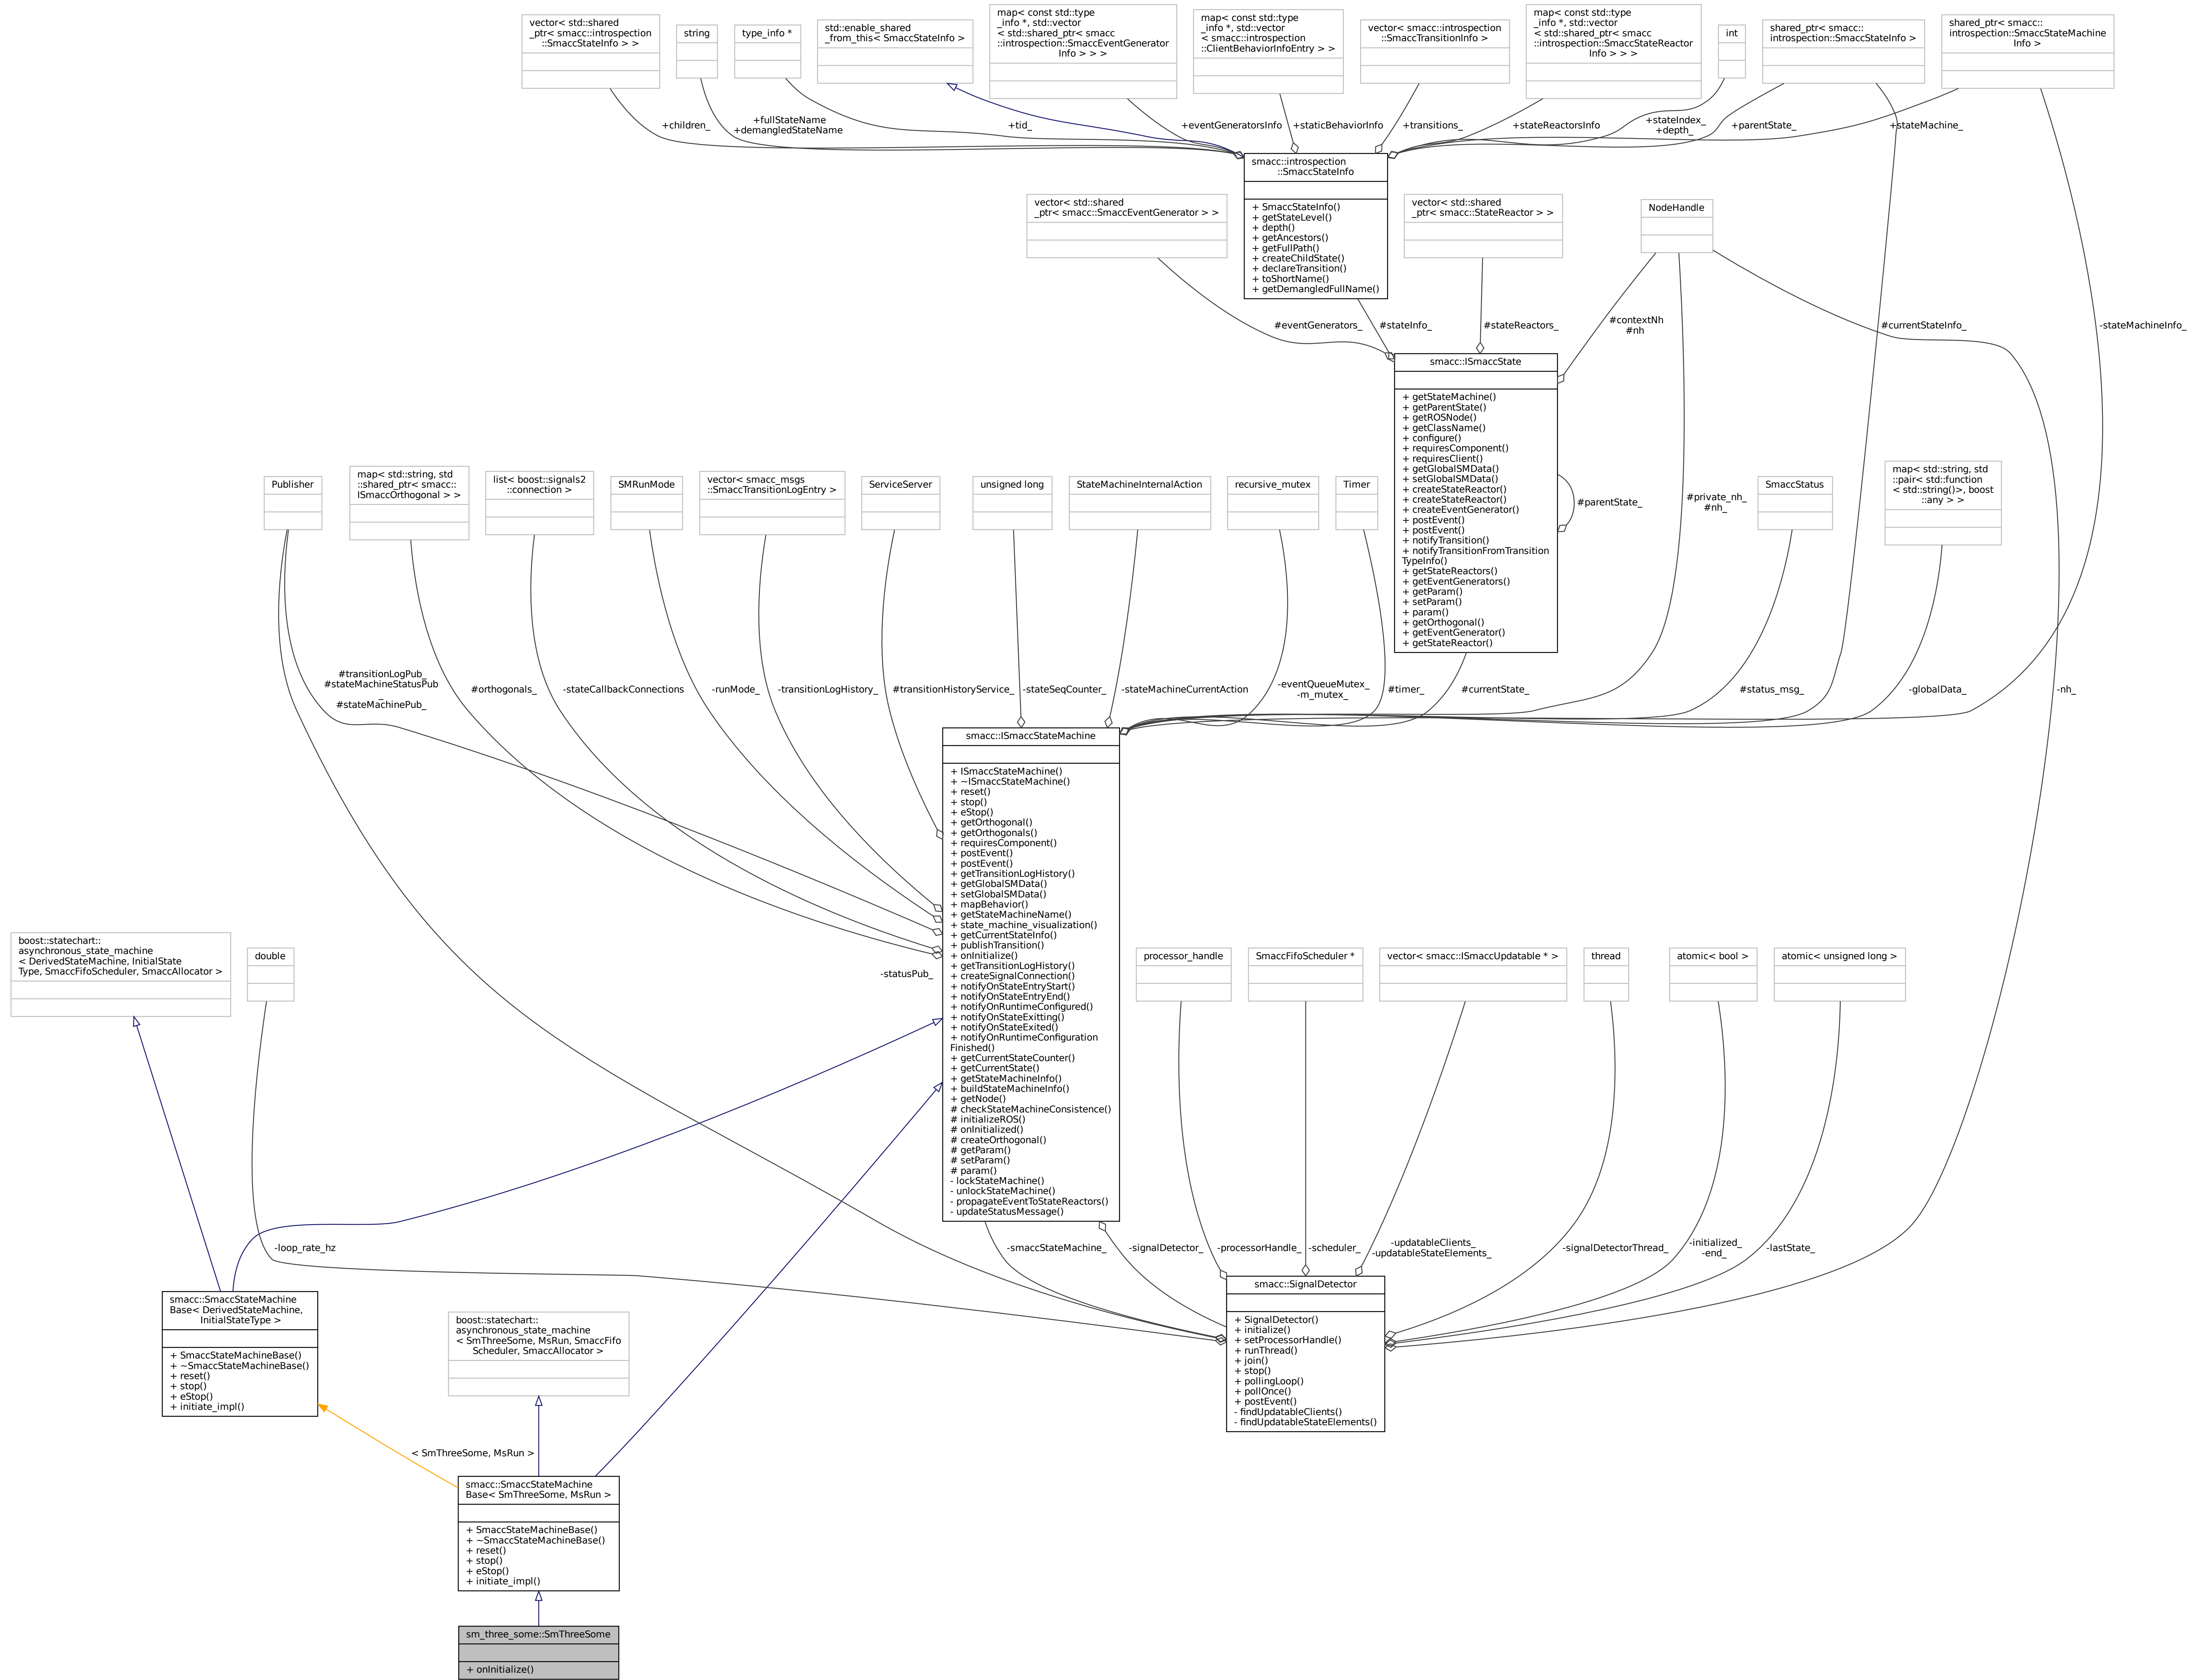 vector< std::shared
_ptr< smacc::introspection
::SmaccStateInfo > >
string
type_info *
std::enable_shared
_from_this< SmaccStateInfo >
map< const std::type
_info *, std::vector
< std::shared_ptr< smacc
::introspection::SmaccEventGenerator
Info > > >
map< const std::type
_info *, std::vector
< smacc::introspection
::ClientBehaviorInfoEntry > >
vector< smacc::introspection
::SmaccTransitionInfo >
map< const std::type
_info *, std::vector
< std::shared_ptr< smacc
::introspection::SmaccStateReactor
Info > > >
int
shared_ptr< smacc::
introspection::SmaccStateInfo >
shared_ptr< smacc::
introspection::SmaccStateMachine
Info >
+children_
+fullStateName
+demangledStateName
+tid_
+eventGeneratorsInfo
+staticBehaviorInfo
+transitions_
+stateReactorsInfo
+stateIndex_
+depth_
+parentState_
+stateMachine_
smacc::introspection
::SmaccStateInfo
+ SmaccStateInfo()
+ getStateLevel()
+ depth()
+ getAncestors()
+ getFullPath()
+ createChildState()
+ declareTransition()
+ toShortName()
+ getDemangledFullName()
vector< std::shared
_ptr< smacc::SmaccEventGenerator > >
vector< std::shared
_ptr< smacc::StateReactor > >
NodeHandle
#eventGenerators_
#stateInfo_
#stateReactors_
#contextNh
#nh
#currentStateInfo_
-stateMachineInfo_
smacc::ISmaccState
+ getStateMachine()
+ getParentState()
+ getROSNode()
+ getClassName()
+ configure()
+ requiresComponent()
+ requiresClient()
+ getGlobalSMData()
+ setGlobalSMData()
+ createStateReactor()
+ createStateReactor()
+ createEventGenerator()
+ postEvent()
+ postEvent()
+ notifyTransition()
+ notifyTransitionFromTransition
TypeInfo()
+ getStateReactors()
+ getEventGenerators()
+ getParam()
+ setParam()
+ param()
+ getOrthogonal()
+ getEventGenerator()
+ getStateReactor()
#parentState_
#private_nh_
#nh_
Publisher
map< std::string, std
::shared_ptr< smacc::
ISmaccOrthogonal > >
list< boost::signals2
::connection >
SMRunMode
vector< smacc_msgs
::SmaccTransitionLogEntry >
ServiceServer
unsigned long
StateMachineInternalAction
recursive_mutex
Timer
SmaccStatus
map< std::string, std
::pair< std::function
< std::string()>, boost
::any > >
#transitionLogPub_
#stateMachineStatusPub
_
#stateMachinePub_
#orthogonals_
-stateCallbackConnections
-runMode_
-transitionLogHistory_
#transitionHistoryService_
-stateSeqCounter_
-stateMachineCurrentAction
-eventQueueMutex_
-m_mutex_
#timer_
#currentState_
#status_msg_
-globalData_
-nh_
smacc::ISmaccStateMachine
+ ISmaccStateMachine()
+ ~ISmaccStateMachine()
+ reset()
+ stop()
+ eStop()
+ getOrthogonal()
+ getOrthogonals()
+ requiresComponent()
+ postEvent()
+ postEvent()
+ getTransitionLogHistory()
+ getGlobalSMData()
+ setGlobalSMData()
+ mapBehavior()
+ getStateMachineName()
+ state_machine_visualization()
+ getCurrentStateInfo()
+ publishTransition()
+ onInitialize()
+ getTransitionLogHistory()
+ createSignalConnection()
+ notifyOnStateEntryStart()
+ notifyOnStateEntryEnd()
+ notifyOnRuntimeConfigured()
+ notifyOnStateExitting()
+ notifyOnStateExited()
+ notifyOnRuntimeConfiguration
Finished()
+ getCurrentStateCounter()
+ getCurrentState()
+ getStateMachineInfo()
+ buildStateMachineInfo()
+ getNode()
# checkStateMachineConsistence()
# initializeROS()
# onInitialized()
# createOrthogonal()
# getParam()
# setParam()
# param()
- lockStateMachine()
- unlockStateMachine()
- propagateEventToStateReactors()
- updateStatusMessage()
boost::statechart::
asynchronous_state_machine
< DerivedStateMachine, InitialState
Type, SmaccFifoScheduler, SmaccAllocator >
double
-statusPub_
processor_handle
SmaccFifoScheduler *
vector< smacc::ISmaccUpdatable * >
thread
atomic< bool >
atomic< unsigned long >
-loop_rate_hz
-smaccStateMachine_
-signalDetector_
-processorHandle_
-scheduler_
-updatableClients_
-updatableStateElements_
-signalDetectorThread_
-initialized_
-end_
-lastState_
smacc::SmaccStateMachine
Base< DerivedStateMachine,
InitialStateType >
+ SmaccStateMachineBase()
+ ~SmaccStateMachineBase()
+ reset()
+ stop()
+ eStop()
+ initiate_impl()
boost::statechart::
asynchronous_state_machine
< SmThreeSome, MsRun, SmaccFifo
Scheduler, SmaccAllocator >
smacc::SignalDetector
+ SignalDetector()
+ initialize()
+ setProcessorHandle()
+ runThread()
+ join()
+ stop()
+ pollingLoop()
+ pollOnce()
+ postEvent()
- findUpdatableClients()
- findUpdatableStateElements()
< SmThreeSome, MsRun >
smacc::SmaccStateMachine
Base< SmThreeSome, MsRun >
+ SmaccStateMachineBase()
+ ~SmaccStateMachineBase()
+ reset()
+ stop()
+ eStop()
+ initiate_impl()
sm_three_some::SmThreeSome
+ onInitialize()